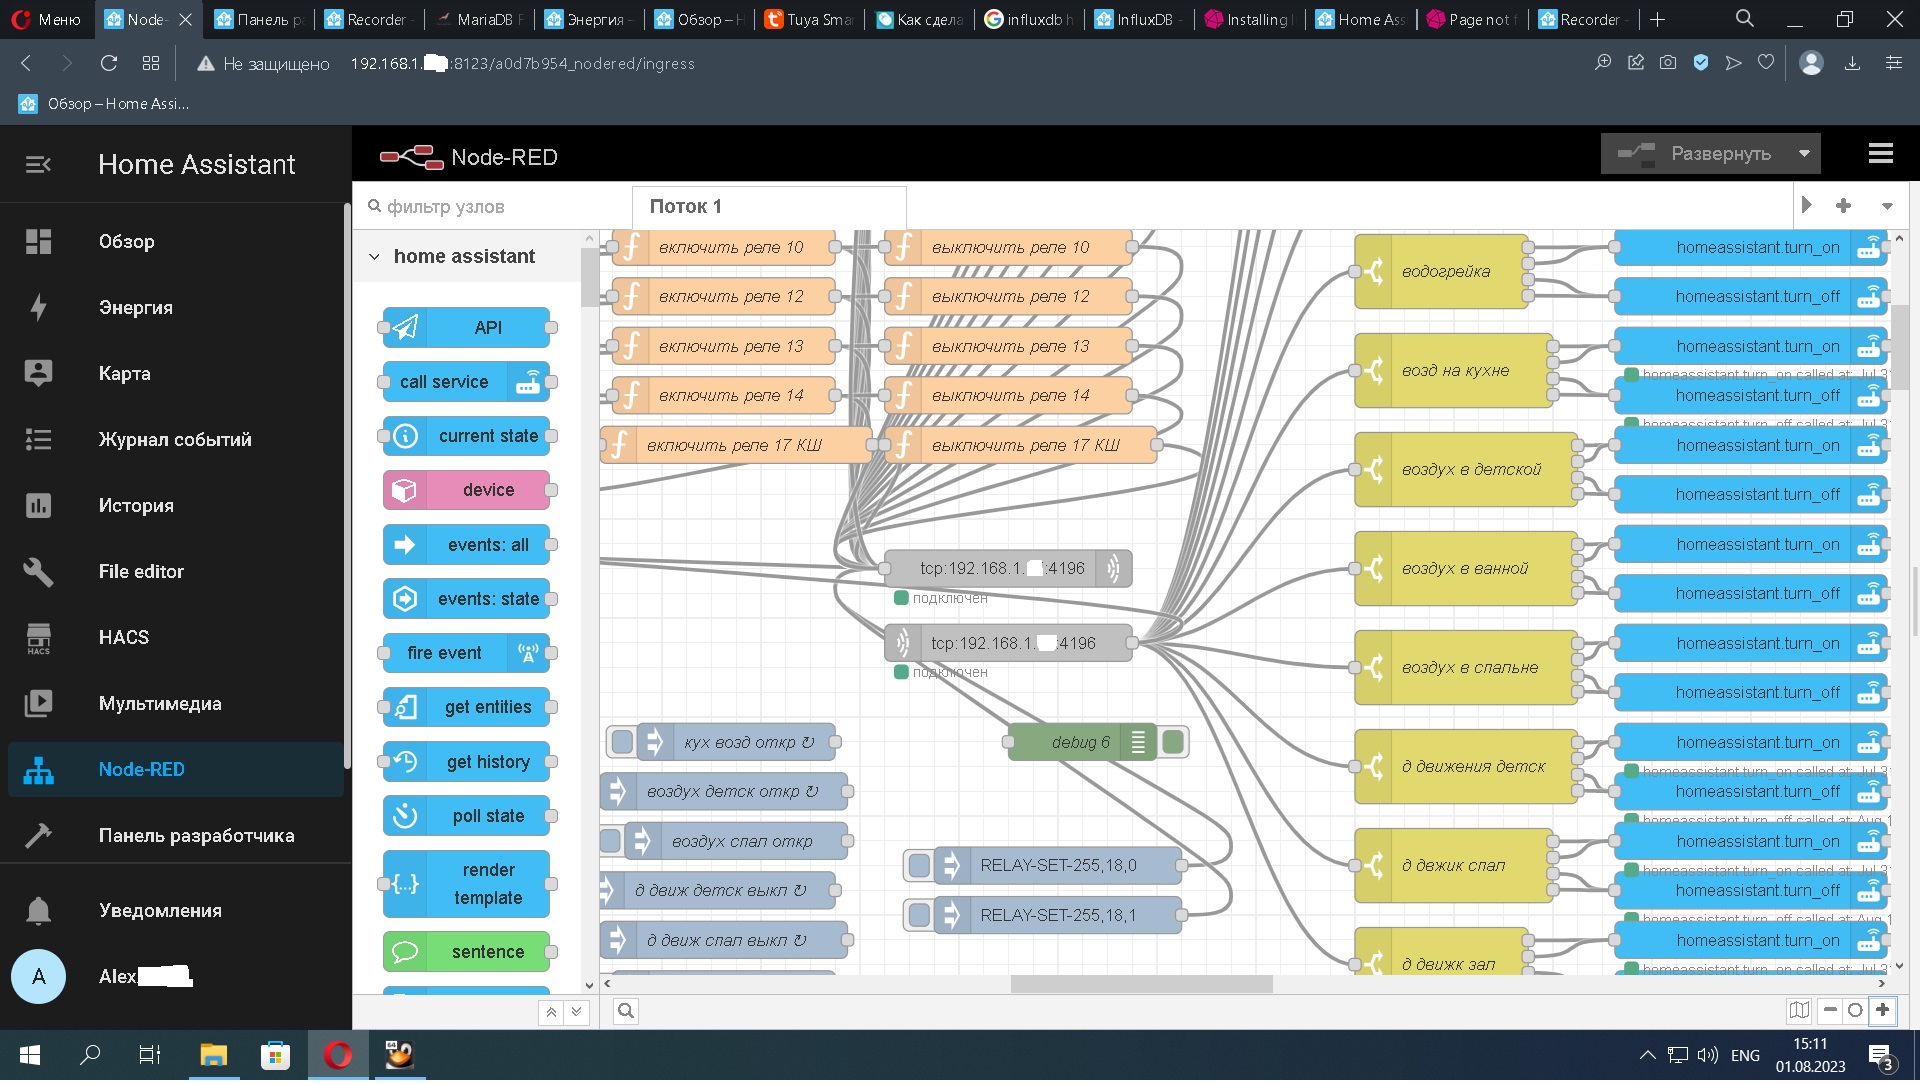 Меню
Node-
Панель р
Recorder -
MariaDB F
Энергия –
Обзор – H
Tuya Smar
Как сдела
influxdb h
InfluxDB -
Installing I
Home Ass
Page not f
Recorder -
Не защищено
192.168.1. :8123/a0d7b954_nodered/ingress
Обзор – Home Assi...
Home Assistant
Обзор
Энергия
Карта
Журнал событий
История
File editor
HACS
HACS
Мультимедиа
Node-RED
Панель разработчика
Уведомления
A
Alex
Node-RED
Развернуть
фильтр узлов
Поток 1
home assistant
API
call service
current state
device
events: all
events: state
fire event
get entities
get history
poll state
render
template
sentence
включить реле 10
выключить реле 10
включить реле 12
выключить реле 12
включить реле 13
выключить реле 13
включить реле 14
выключить реле 14
включить реле 17 КШ
выключить реле 17 КШ
tcp:192.168.1. :4196
подключен
tcp:192.168.1. :4196
подключен
кух возд откр ↻
debug 6
воздух детск откр ↻
воздух спал откр
д движ детск выкл ↻
д движ спал выкл ↻
RELAY-SET-255,18,0
RELAY-SET-255,18,1
водогрейка
homeassistant.turn_on
homeassistant.turn_off
возд на кухне
homeassistant.turn_on
homeassistant.turn_on called at: Jul 3
homeassistant.turn_off
homeassistant.turn_off called at: Jul 3
воздух в детской
homeassistant.turn_on
homeassistant.turn_off
воздух в ванной
homeassistant.turn_on
homeassistant.turn_off
воздух в спальне
homeassistant.turn_on
homeassistant.turn_off
д движения детск
homeassistant.turn_on
homeassistant.turn_on called at: Jul 3
homeassistant.turn_off
homeassistant.turn_off called at: Aug 1
д движик спал
homeassistant.turn_on
homeassistant.turn_on called at: Jul 3
homeassistant.turn_off
homeassistant.turn_off called at: Aug 1
д движк зал
homeassistant.turn_on
homeassistant.turn_on called at: Jul 3
64
ENG
15:11
01.08.2023
3